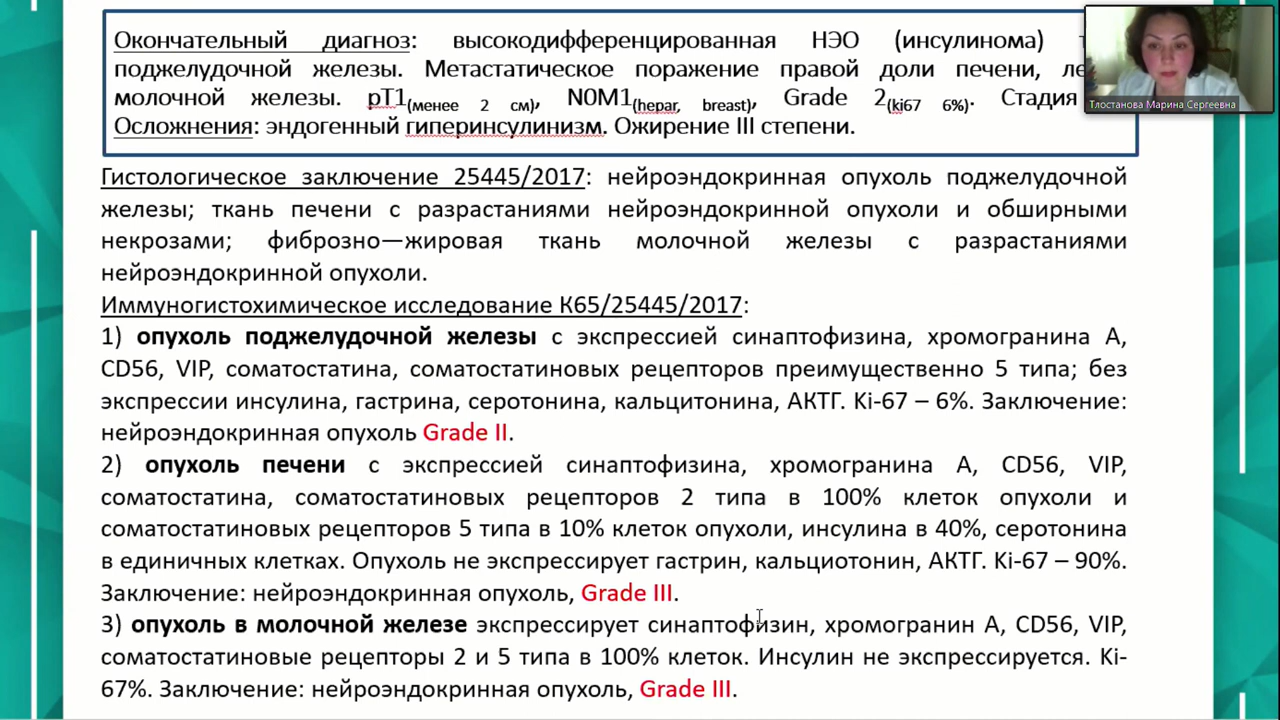 Окончательный диагноз: высокодифференцированная НЭО (инсулинома)
поджелудочной железы. Метастатическое поражение правой доли печени,
молочной железы. pT1(менее 2 см), N0M1(hepar, breast), Grade 2(ki67 6%). Стадия
Осложнения: эндогенный гиперинсулинизм. Ожирение III степени.
Тлостанова Марина Сергеевна
Гистологическое заключение 25445/2017: нейроэндокринная опухоль поджелудочной
железы; ткань печени с разрастаниями нейроэндокринной опухоли и обширными
некрозами; фиброзно—жировая ткань молочной железы с разрастаниями
нейроэндокринной опухоли.
Иммуногистохимическое исследование К65/25445/2017:
1) опухоль поджелудочной железы с экспрессией синаптофизина, хромогранина А,
CD56, VIP, соматостатина, соматостатиновых рецепторов преимущественно 5 типа; без
экспрессии инсулина, гастрина, серотонина, кальцитонина, АКТГ. Ki-67 – 6%. Заключение:
нейроэндокринная опухоль Grade II.
2) опухоль печени с экспрессией синаптофизина, хромогранина А, CD56, VIP,
соматостатина, соматостатиновых рецепторов 2 типа в 100% клеток опухоли и
соматостатиновых рецепторов 5 типа в 10% клеток опухоли, инсулина в 40%, серотонина
в единичных клетках. Опухоль не экспрессирует гастрин, кальциотонин, АКТГ. Ki-67 – 90%.
Заключение: нейроэндокринная опухоль, Grade III.
3) опухоль в молочной железе экспрессирует синаптофизин, хромогранин А, CD56, VIP,
соматостатиновые рецепторы 2 и 5 типа в 100% клеток. Инсулин не экспрессируется. Ki-
67%. Заключение: нейроэндокринная опухоль, Grade III.